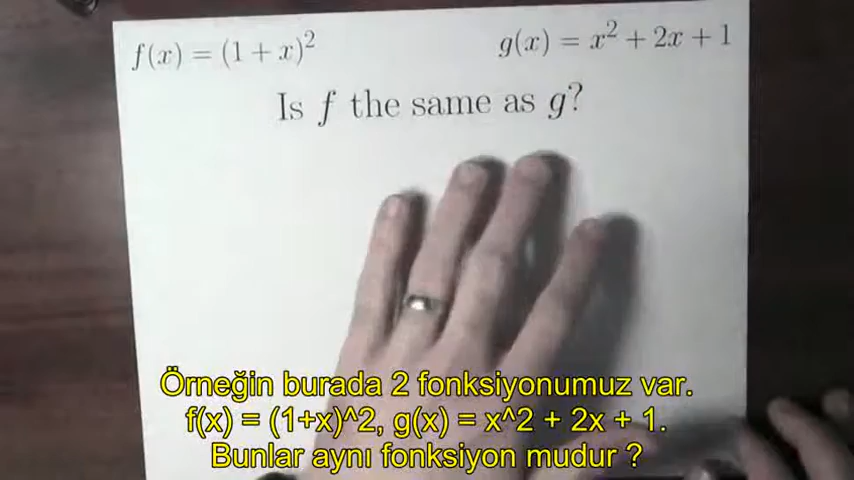 f(x) = (1 + x)²
g(x) = x² + 2x + 1
Is f the same as g?
Örneğin burada 2 fonksiyonumuz var.
f(x) = (1+x)^2, g(x) = x^2 + 2x + 1.
Bunlar aynı fonksiyon mudur ?